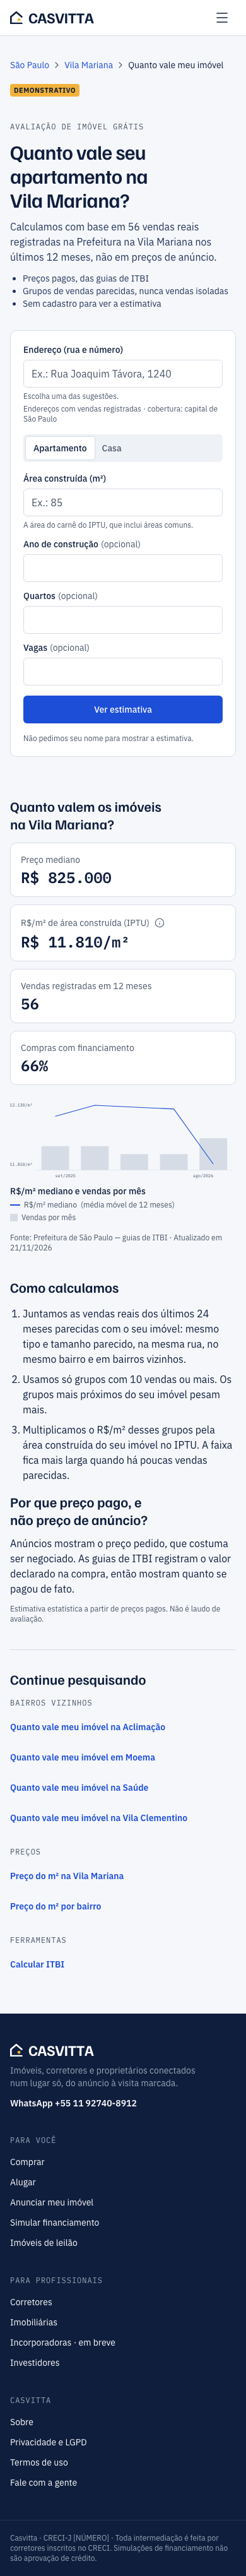 CASVITTA
São Paulo > Vila Mariana > Quanto vale meu imóvel
DEMONSTRATIVO
AVALIAÇÃO DE IMÓVEL GRÁTIS
Quanto vale seu
apartamento na
Vila Mariana?
Calculamos com base em 56 vendas reais
registradas na Prefeitura na Vila Mariana nos
últimos 12 meses, não em preços de anúncio.
• Preços pagos, das guias de ITBI
• Grupos de vendas parecidas, nunca vendas isoladas
• Sem cadastro para ver a estimativa
Endereço (rua e número)
Ex.: Rua Joaquim Távora, 1240
Escolha uma das sugestões.
Endereços com vendas registradas · cobertura: capital de
São Paulo
Apartamento Casa
Área construída (m²)
Ex.: 85
A área do carnê do IPTU, que inclui áreas comuns.
Ano de construção (opcional)
Quartos (opcional)
Vagas (opcional)
Ver estimativa
Não pedimos seu nome para mostrar a estimativa.
Quanto valem os imóveis
na Vila Mariana?
Preço mediano
R$ 825.000
R$/m² de área construída (IPTU)
R$ 11.810/m²
Vendas registradas em 12 meses
56
Compras com financiamento
66%
set/2025 ago/2026
R$/m² mediano e vendas por mês
R$/m² mediano (média móvel de 12 meses)
Vendas por mês
Fonte: Prefeitura de São Paulo — guias de ITBI · Atualizado em
21/11/2026
Como calculamos
1. Juntamos as vendas reais dos últimos 24
meses parecidas com o seu imóvel: mesmo
tipo e tamanho parecido, na mesma rua, no
mesmo bairro e em bairros vizinhos.
2. Usamos só grupos com 10 vendas ou mais. Os
grupos mais próximos do seu imóvel pesam
mais.
3. Multiplicamos o R$/m² desses grupos pela
área construída do seu imóvel no IPTU. A faixa
fica mais larga quando há poucas vendas
parecidas.
Por que preço pago, e
não preço de anúncio?
Anúncios mostram o preço pedido, que costuma
ser negociado. As guias de ITBI registram o valor
declarado na compra, então mostram quanto se
pagou de fato.
Estimativa estatística a partir de preços pagos. Não é laudo de
avaliação.
Continue pesquisando
BAIRROS VIZINHOS
Quanto vale meu imóvel na Aclimação
Quanto vale meu imóvel em Moema
Quanto vale meu imóvel na Saúde
Quanto vale meu imóvel na Vila Clementino
PREÇOS
Preço do m² na Vila Mariana
Preço do m² por bairro
FERRAMENTAS
Calcular ITBI
CASVITTA
Imóveis, corretores e proprietários conectados
num lugar só, do anúncio à visita marcada.
WhatsApp +55 11 92740-8912
PARA VOCÊ
Comprar
Alugar
Anunciar meu imóvel
Simular financiamento
Imóveis de leilão
PARA PROFISSIONAIS
Corretores
Imobiliárias
Incorporadoras · em breve
Investidores
CASVITTA
Sobre
Privacidade e LGPD
Termos de uso
Fale com a gente
Casvitta · CRECI-J [NÚMERO] · Toda intermediação é feita por
corretores inscritos no CRECI. Simulações de financiamento não
são aprovação de crédito.